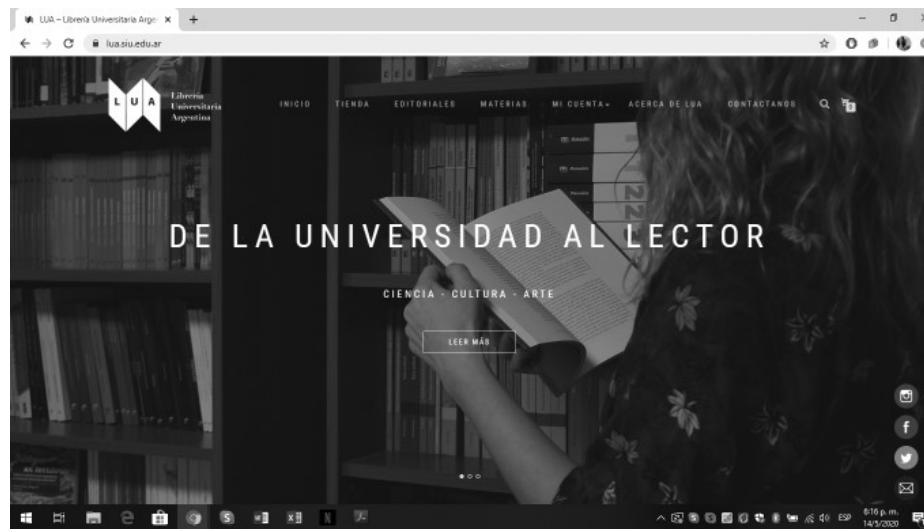 LUA – Librería Universitaria Arge
lua.siu.edu.ar
L U A
Librería
Universitaria
Argentina
INICIO TIENDA EDITORIALES MATERIAS MI CUENTA ACERCA DE LUA CONTACTANOS
0
DE LA UNIVERSIDAD AL LECTOR
CIENCIA - CULTURA - ARTE
LEER MÁS
ESP
6:16 p. m.
14/5/2020